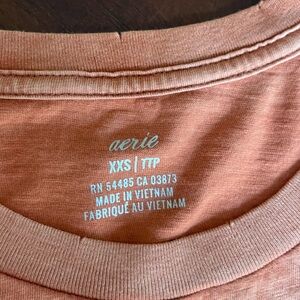 aerie
XXS | TTP
RN 54485 CA 03873
MADE IN VIETNAM
FABRIQUÉ AU VIETNAM